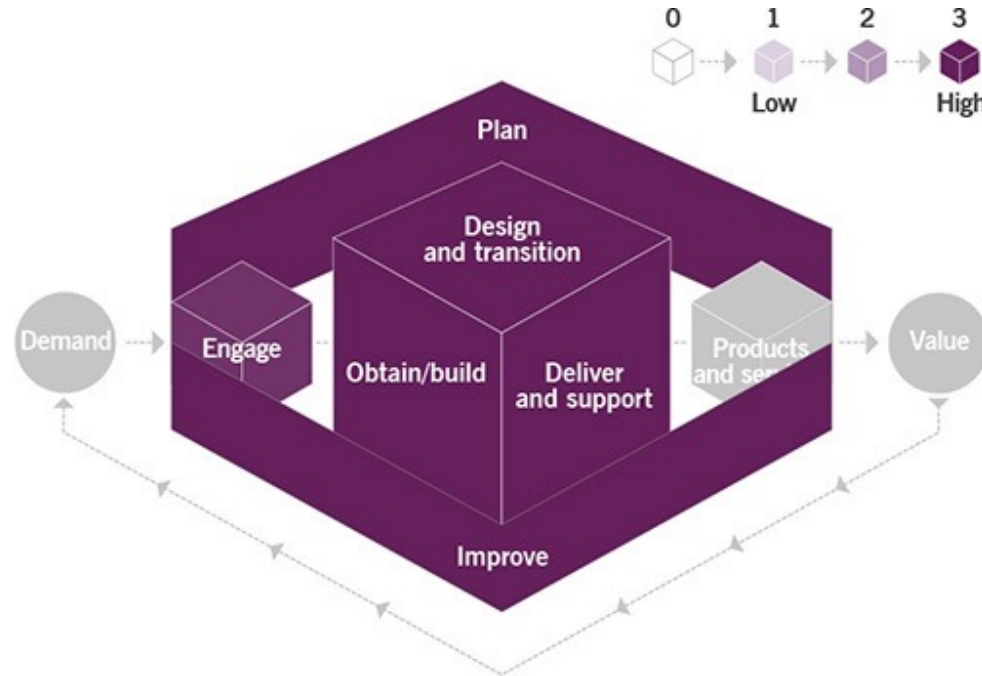 0 1 2 3
Low High
Plan
Design
and transition
Demand
Engage
Obtain/build
Deliver
and support
Products
and
Value
Improve